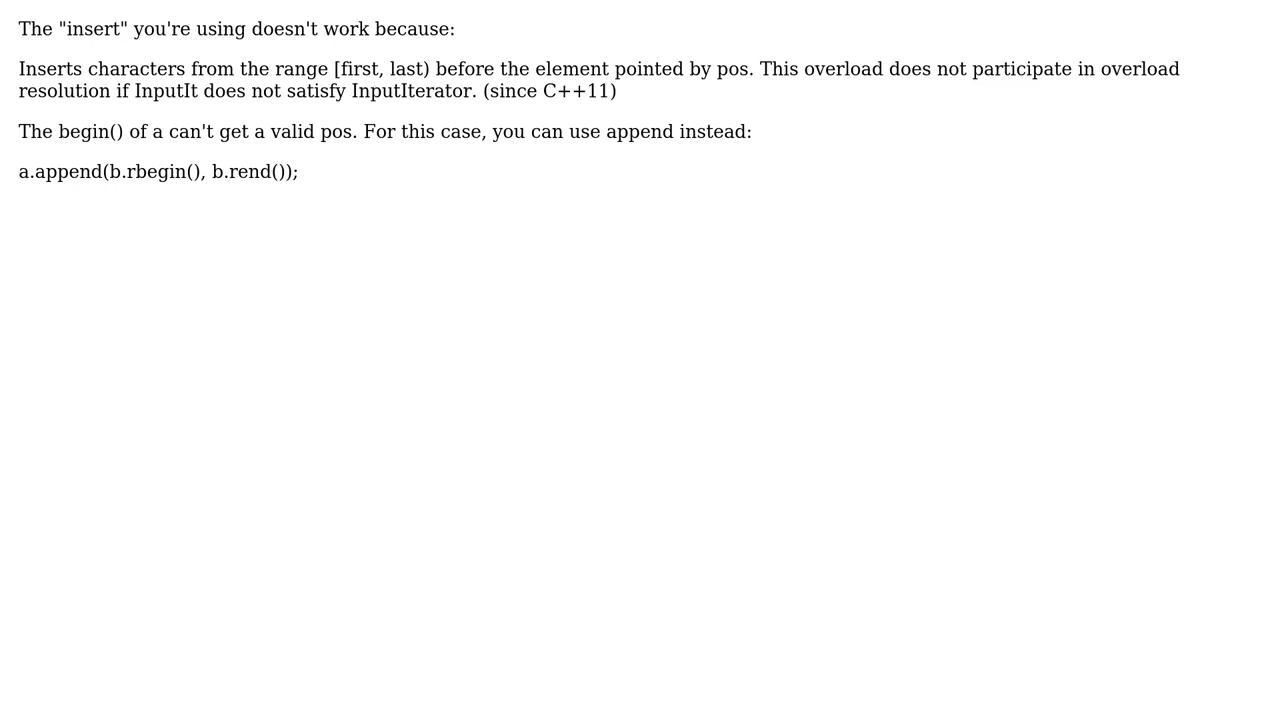 The "insert" you're using doesn't work because:
Inserts characters from the range [first, last) before the element pointed by pos. This overload does not participate in overload
resolution if InputIt does not satisfy InputIterator. (since C++11)
The begin() of a can't get a valid pos. For this case, you can use append instead:
a.append(b.rbegin(), b.rend());